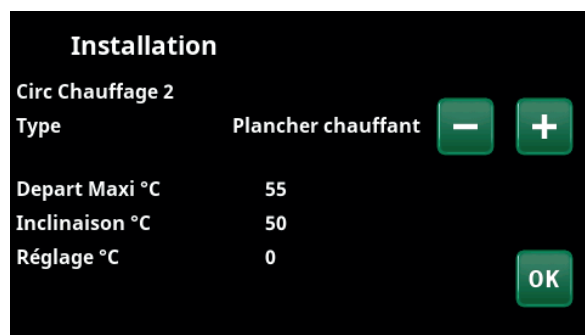 Installation
Circ Chauffage 2
Type Plancher chauffant − +
Depart Maxi °C 55
Inclinaison °C 50
Réglage °C 0
OK